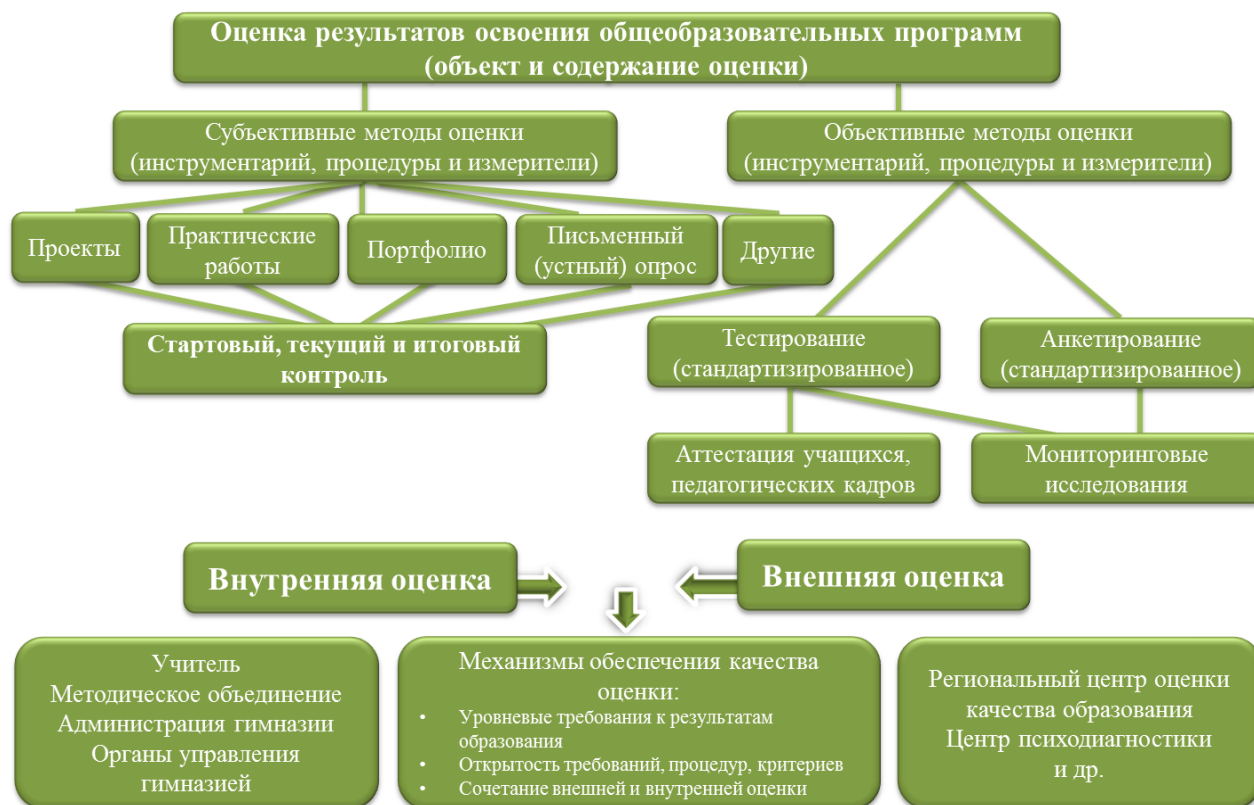 Оценка результатов освоения общеобразовательных программ
(объект и содержание оценки)
Субъективные методы оценки
(инструментарий, процедуры и измерители)
Объективные методы оценки
(инструментарий, процедуры и измерители)
Проекты
Практические
работы
Портфолио
Письменный
(устный) опрос
Другие
Стартовый, текущий и итоговый
контроль
Тестирование
(стандартизированное)
Анкетирование
(стандартизированное)
Аттестация учащихся,
педагогических кадров
Мониторинговые
исследования
Внутренняя оценка
Внешняя оценка
Учитель
Методическое объединение
Администрация гимназии
Органы управления
гимназией
Механизмы обеспечения качества
оценки:
• Уровневые требования к результатам
образования
• Открытость требований, процедур, критериев
• Сочетание внешней и внутренней оценки
Региональный центр оценки
качества образования
Центр психодиагностики
и др.